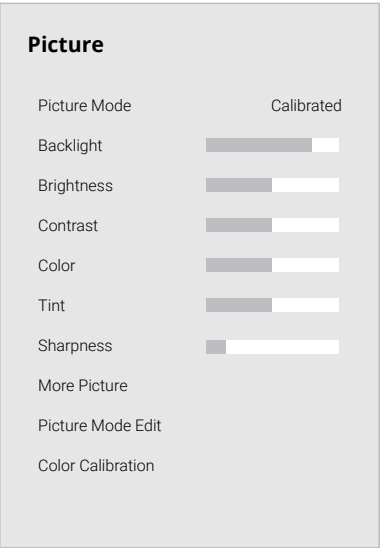 Picture
Picture Mode Calibrated
Backlight
Brightness
Contrast
Color
Tint
Sharpness
More Picture
Picture Mode Edit
Color Calibration